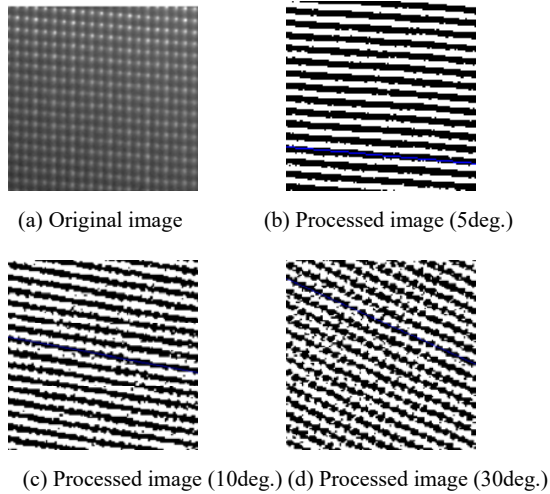 (a) Original image
(b) Processed image (5deg.)
(c) Processed image (10deg.)
(d) Processed image (30deg.)